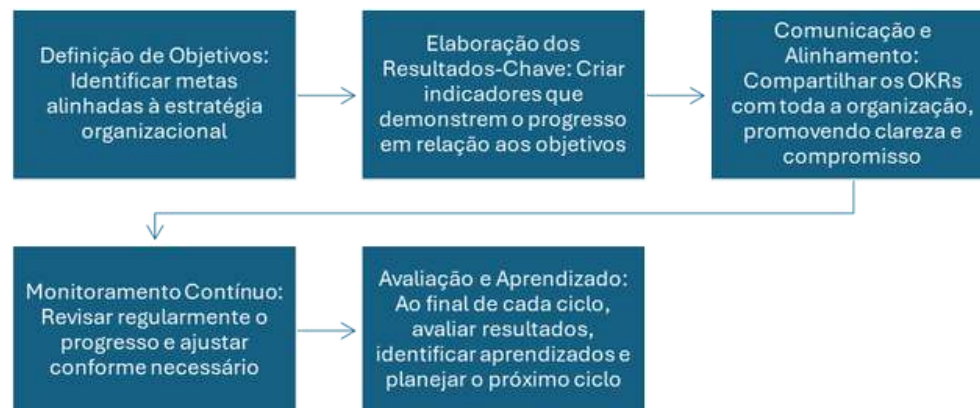 Definição de Objetivos:
Identificar metas
alinhadas à estratégia
organizacional
Elaboração dos
Resultados-Chave: Criar
indicadores que
demonstrem o progresso
em relação aos objetivos
Comunicação e
Alinhamento:
Compartilhar os OKRs
com toda a organização,
promovendo clareza e
compromisso
Monitoramento Contínuo:
Revisar regularmente o
progresso e ajustar
conforme necessário
Avaliação e Aprendizado:
Ao final de cada ciclo,
avaliar resultados,
identificar aprendizados e
planejar o próximo ciclo